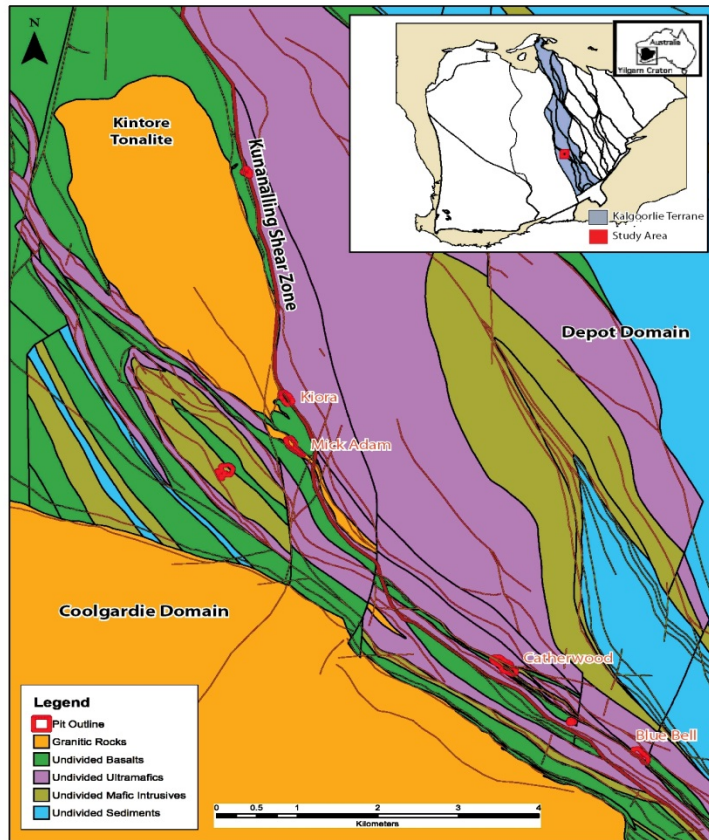 N
Kintore
Tonalite
Kunanalling Shear Zone
Australia
Yilgarn Craton
Kalgoorlie Terrane
Study Area
Depot Domain
Kiora
Mick Adam
Coolgardie Domain
Catherwood
Blue Bell
Legend
Pit Outline
Granitic Rocks
Undivided Basalts
Undivided Ultramafics
Undivided Mafic Intrusives
Undivided Sediments
0 0.5 1 2 3 4
Kilometers